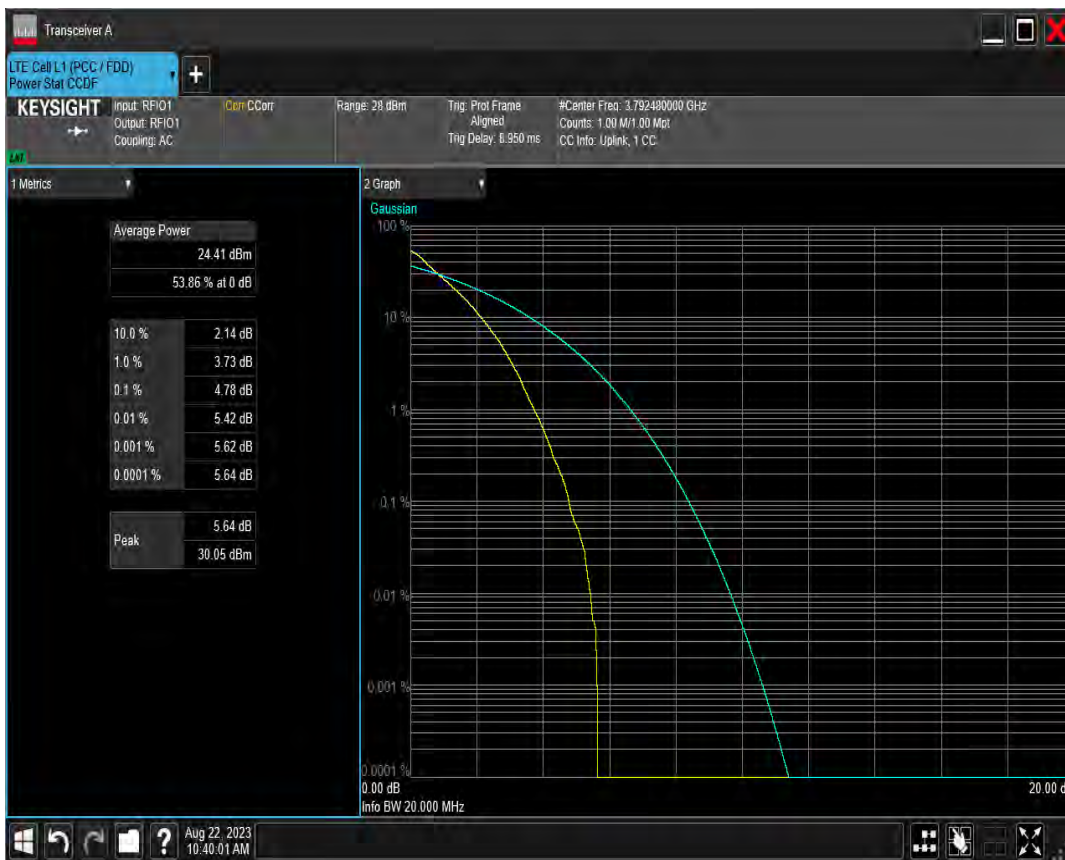 Transceiver A
LTE Cell L1 (PCC / FDD)
Power Stat CCDF
+
KEYSIGHT
Input: RFIO1
Output: RFIO1
Coupling: AC
Corr CCorr
Range: 28 dBm
Trig: Prot Frame
Aligned
Trig Delay: 8.950 ms
#Center Freq: 3.792480000 GHz
Counts: 1.00 M/1.00 Mpt
CC Info: Uplink, 1 CC
1 Metrics
Average Power
24.41 dBm
53.86 % at 0 dB
10.0 % 2.14 dB
1.0 % 3.73 dB
0.1 % 4.78 dB
0.01 % 5.42 dB
0.001 % 5.62 dB
0.0001 % 5.64 dB
Peak
5.64 dB
30.05 dBm
2 Graph
Gaussian
100 %
10 %
1 %
0.1 %
0.01 %
0.001 %
0.0001 %
0.00 dB
20.00 d
Info BW 20.000 MHz
?
Aug 22, 2023
10:40:01 AM